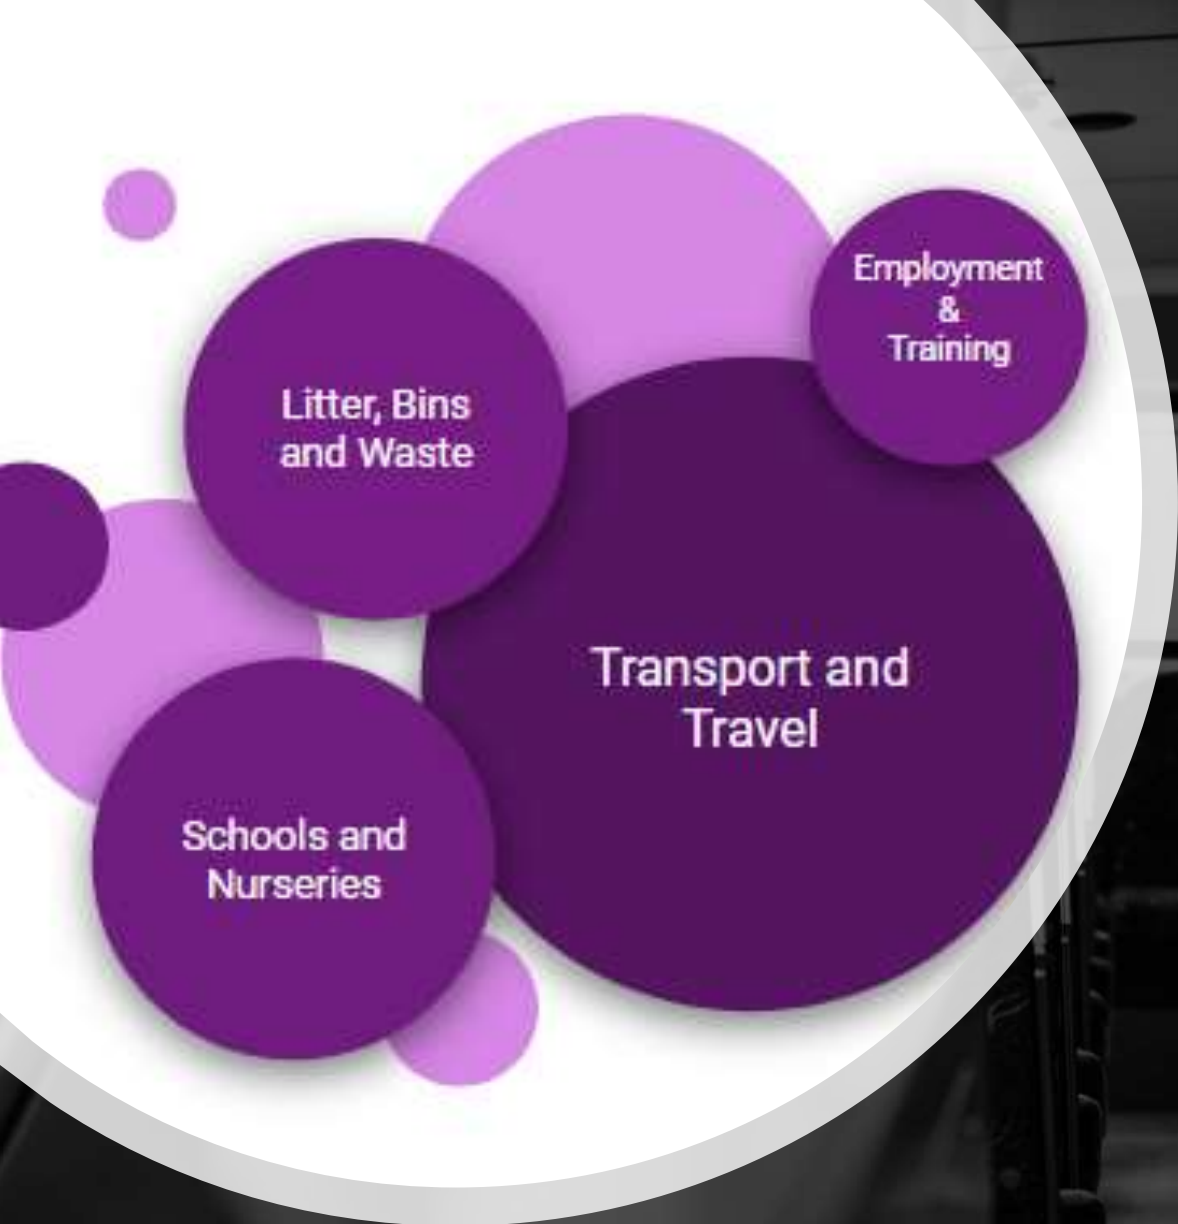 Employment
&
Training
Litter, Bins
and Waste
Transport and
Travel
Schools and
Nurseries